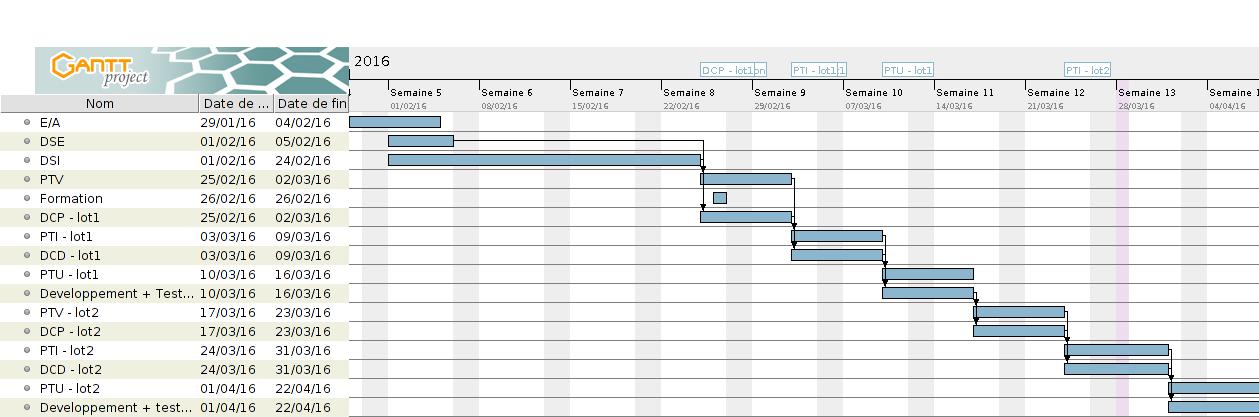 GANTT
project
2016
DCP - lot1
PTI - lot1
PTU - lot1
PTI - lot2
Nom Date de ... Date de fin
Semaine 5 Semaine 6 Semaine 7 Semaine 8 Semaine 9 Semaine 10 Semaine 11 Semaine 12 Semaine 13 Semaine 1
01/02/16 08/02/16 15/02/16 22/02/16 29/02/16 07/03/16 14/03/16 21/03/16 28/03/16 04/04/16
E/A 29/01/16 04/02/16
DSE 01/02/16 05/02/16
DSI 01/02/16 24/02/16
PTV 25/02/16 02/03/16
Formation 26/02/16 26/02/16
DCP - lot1 25/02/16 02/03/16
PTI - lot1 03/03/16 09/03/16
DCD - lot1 03/03/16 09/03/16
PTU - lot1 10/03/16 16/03/16
Developpement + Test... 10/03/16 16/03/16
PTV - lot2 17/03/16 23/03/16
DCP - lot2 17/03/16 23/03/16
PTI - lot2 24/03/16 31/03/16
DCD - lot2 24/03/16 31/03/16
PTU - lot2 01/04/16 22/04/16
Developpement + test... 01/04/16 22/04/16